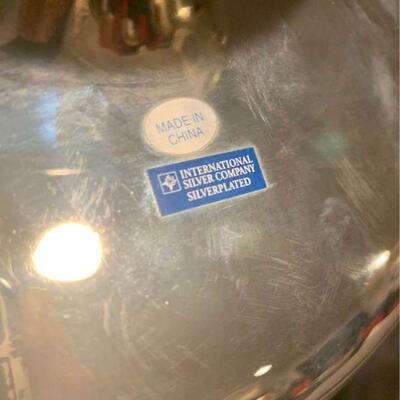 MADE IN
CHINA
INTERNATIONAL
SILVER COMPANY
SILVERPLATED